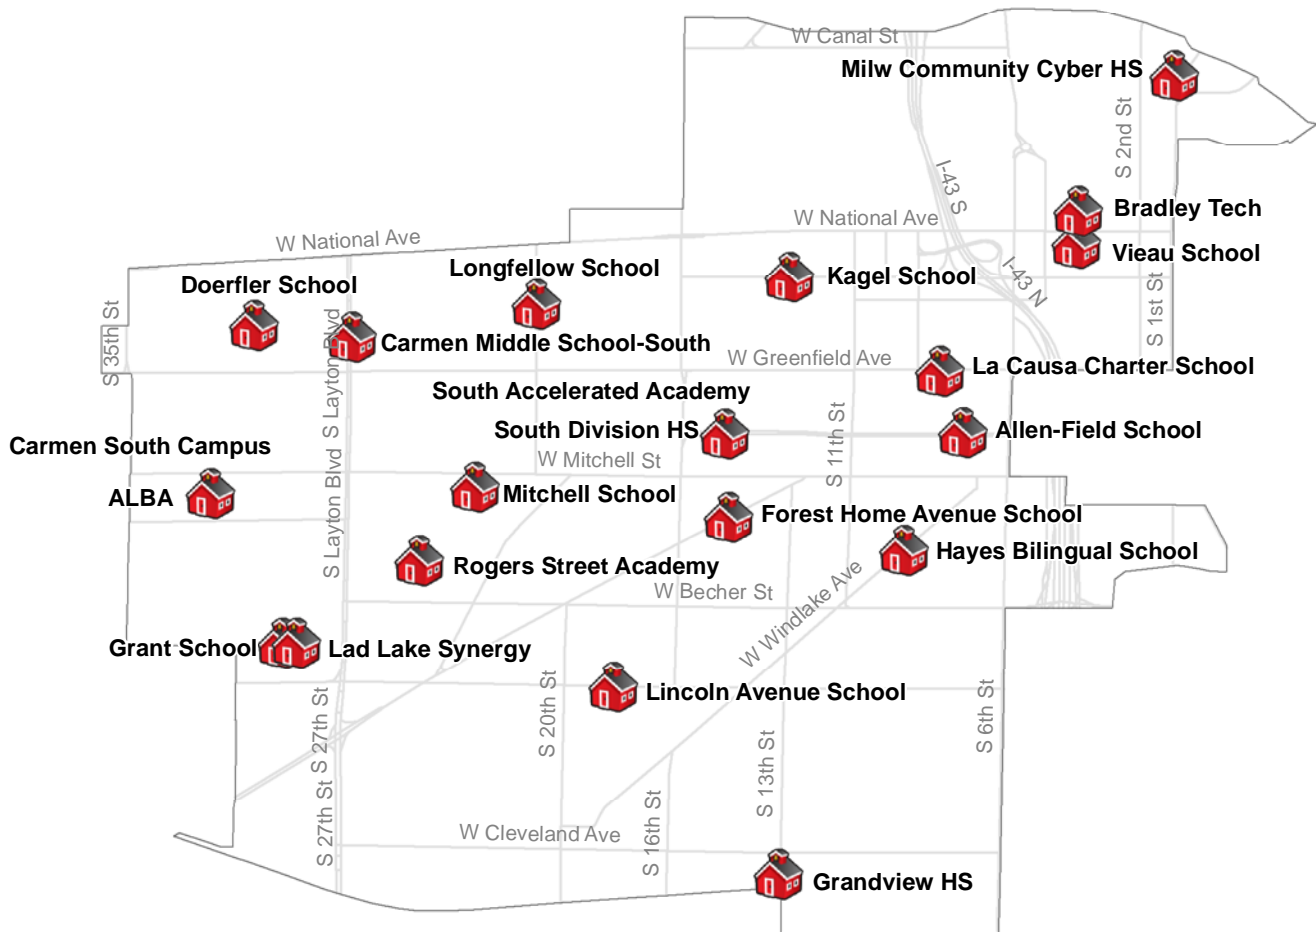 W Canal St
Milw Community Cyber HS
S 2nd St
I-43 S
Bradley Tech
W National Ave
W National Ave
Vieau School
Longfellow School
Kagel School
I-43 N
Doerfler School
S 1st St
S 35th St
S Layton Blvd
Carmen Middle School-South
W Greenfield Ave
La Causa Charter School
South Accelerated Academy
South Division HS
S 11th St
Allen-Field School
Carmen South Campus
W Mitchell St
ALBA
Mitchell School
S Layton Blvd
Forest Home Avenue School
Hayes Bilingual School
Rogers Street Academy
W Becher St
W Windlake Ave
Grant School
Lad Lake Synergy
Lincoln Avenue School
S 27th St
S 20th St
S 6th St
S 13th St
S 27th St
S 16th St
W Cleveland Ave
Grandview HS